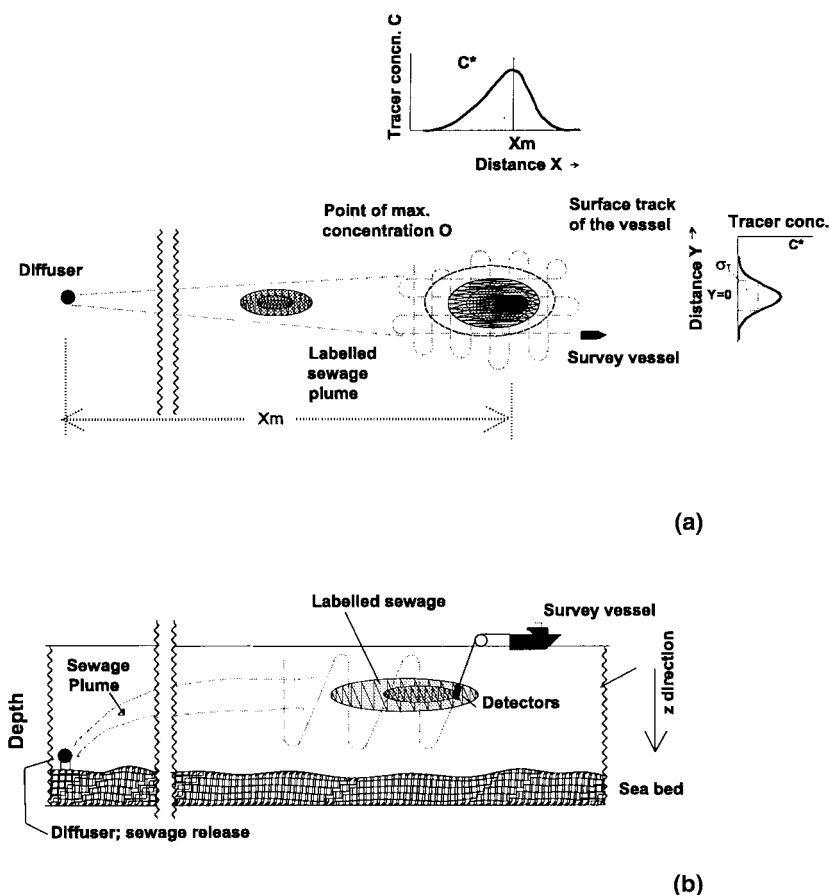 Tracer concn. C
C*
Xm
Distance X →
Point of max.
concentration O
Surface track
of the vessel
Tracer conc.
C*
Distance Y →
σT
Y=0
Diffuser
Labelled
sewage
plume
Survey vessel
Xm
(a)
Labelled sewage
Survey vessel
Sewage
Plume
Depth
Detectors
z direction
Sea bed
Diffuser; sewage release
(b)